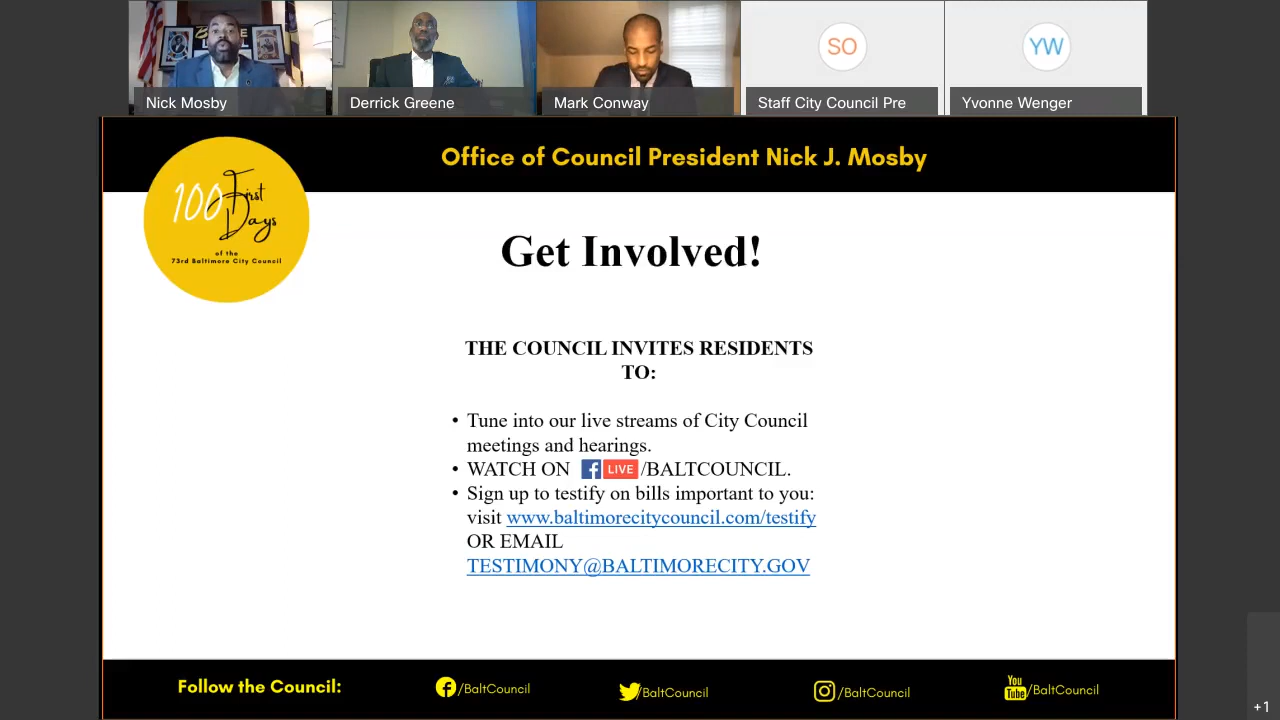 Nick Mosby
Derrick Greene
Mark Conway
SO
Staff City Council Pre
YW
Yvonne Wenger
Office of Council President Nick J. Mosby
100 First
Days
of the
73rd Baltimore City Council
Get Involved!
THE COUNCIL INVITES RESIDENTS
TO:
• Tune into our live streams of City Council
meetings and hearings.
• WATCH ON f LIVE /BALTCOUNCIL.
• Sign up to testify on bills important to you:
visit www.baltimorecitycouncil.com/testify
OR EMAIL
TESTIMONY@BALTIMORECITY.GOV
Follow the Council:
/BaltCouncil
/BaltCouncil
/BaltCouncil
You
Tube
/BaltCouncil
+1